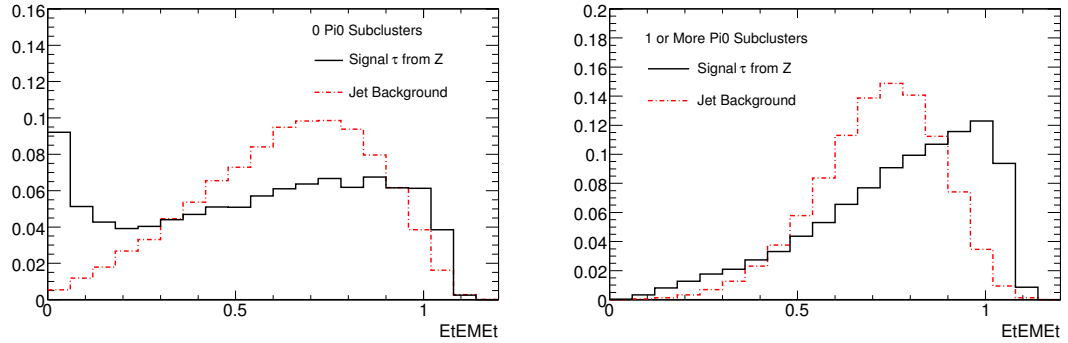 0.16
0.14
0.12
0.1
0.08
0.06
0.04
0.02
0
0 Pi0 Subclusters
Signal τ from Z
Jet Background
0 0.5 1
EtEMEt
0.2
0.18
0.16
0.14
0.12
0.1
0.08
0.06
0.04
0.02
0
1 or More Pi0 Subclusters
Signal τ from Z
Jet Background
0 0.5 1
EtEMEt